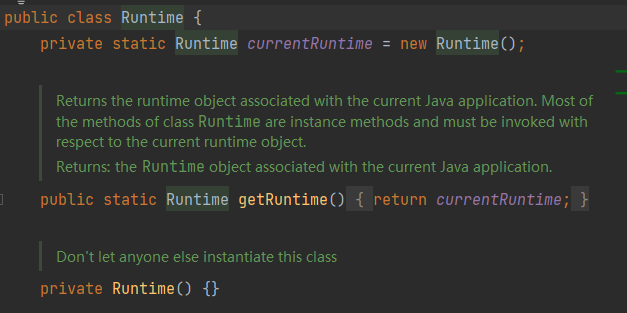 public class Runtime {
private static Runtime currentRuntime = new Runtime();
Returns the runtime object associated with the current Java application. Most of
the methods of class Runtime are instance methods and must be invoked with
respect to the current runtime object.
Returns: the Runtime object associated with the current Java application.
public static Runtime getRuntime() { return currentRuntime; }
Don't let anyone else instantiate this class
private Runtime() {}